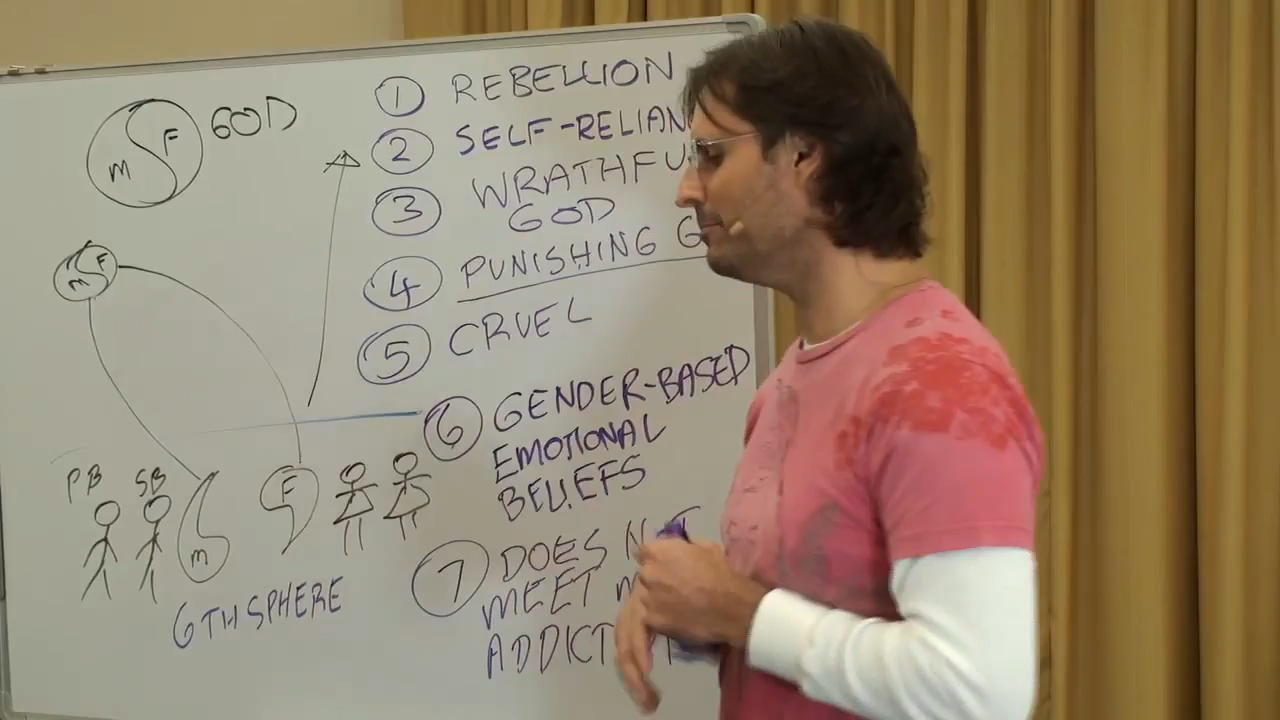 GOD
m F
m F
PB SB
m
F
6TH SPHERE
1 REBELLION
2 SELF-RELIAN
3 WRATHFU
GOD
4 PUNISHING G
5 CRUEL
6 GENDER-BASED
EMOTIONAL
BELIEFS
7 DOES
MEET
ADDICT